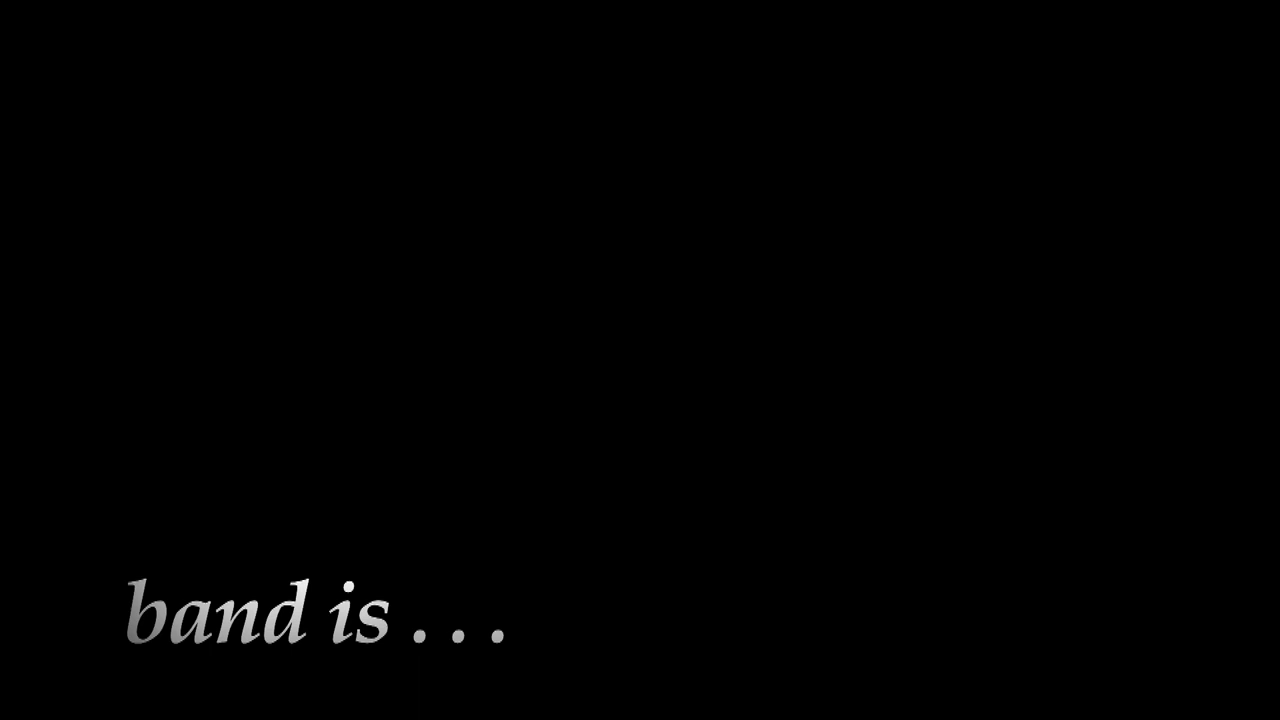 band is . . .